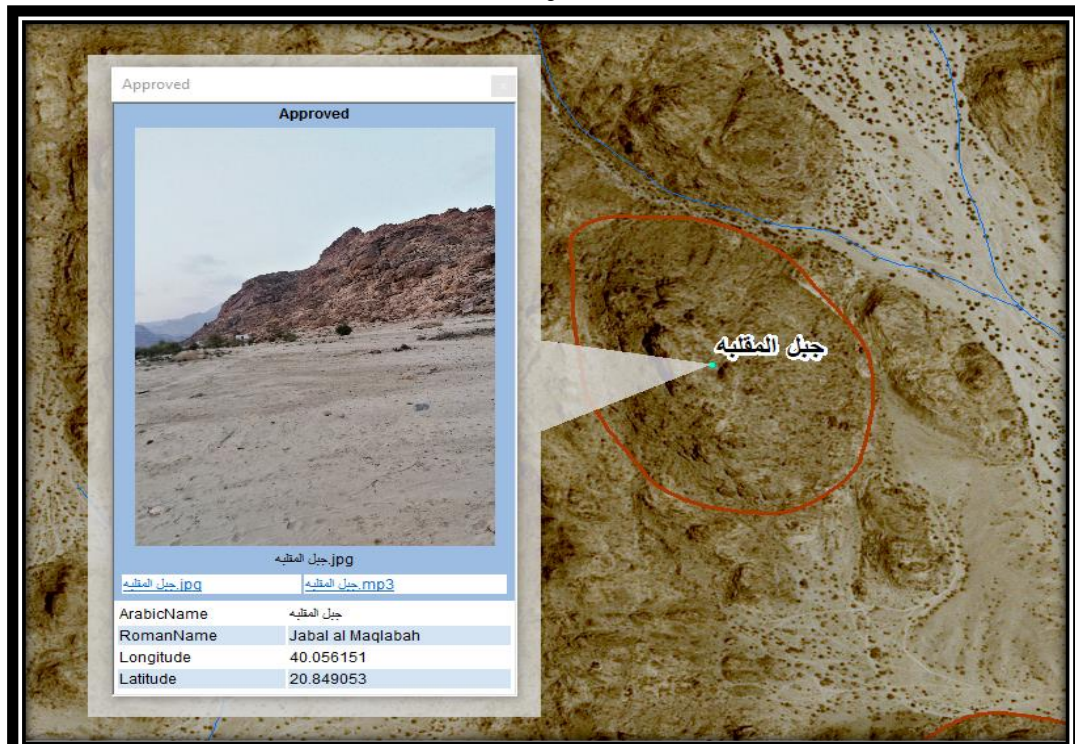 Approved
Approved
جبل المقلبه.jpg
جبل المقلبه.jpg جبل المقلبه.mp3
ArabicName جبل المقلبه
RomanName Jabal al Maqlabah
Longitude 40.056151
Latitude 20.849053
جبل المقلبه